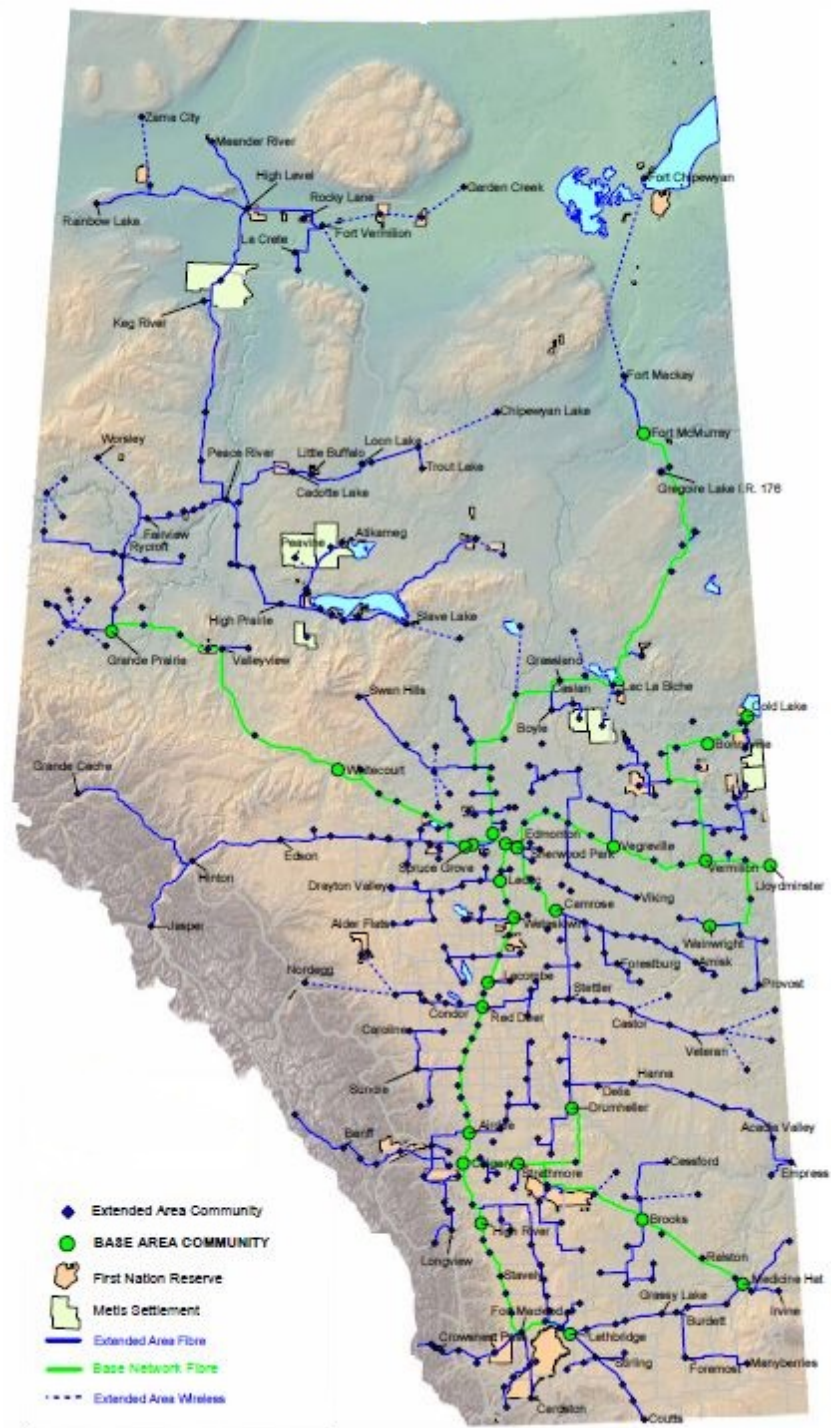 Zama City
Meander River
High Level
Rocky Lane
Garden Creek
Fort Chipewyan
Rainbow Lake
La Crete
Fort Vermilion
Keg River
Fort Mackay
Chipewyan Lake
Fort McMurray
Worsley
Peace River
Little Buffalo
Loon Lake
Trout Lake
Cadotte Lake
Gregoire Lake I.R. 176
Fairview
Rycroft
Peavine
Atikameg
High Prairie
Slave Lake
Grande Prairie
Valleyview
Grassland
Caslan
Lac La Biche
Swan Hills
Boyle
Cold Lake
Bonnyville
Grande Cache
Whitecourt
Edmonton
Edson
Spruce Grove
Sherwood Park
Vegreville
Vermilion
Lloydminster
Hinton
Drayton Valley
Leduc
Viking
Camrose
Jasper
Alder Flats
Wetaskiwin
Wainwright
Forestburg
Amisk
Nordegg
Lacombe
Stettler
Provost
Condor
Red Deer
Castor
Caroline
Veteran
Sundre
Hanna
Delia
Drumheller
Airdrie
Acadia Valley
Banff
Calgary
Strathmore
Cessford
Empress
High River
Brooks
Longview
Ralston
Stavely
Medicine Hat
Grassy Lake
Fort Macleod
Burdett
Irvine
Crowsnest Pass
Lethbridge
Stirling
Foremost
Manyberries
Cardston
Coutts
Extended Area Community
BASE AREA COMMUNITY
First Nation Reserve
Metis Settlement
Extended Area Fibre
Base Network Fibre
Extended Area Wireless